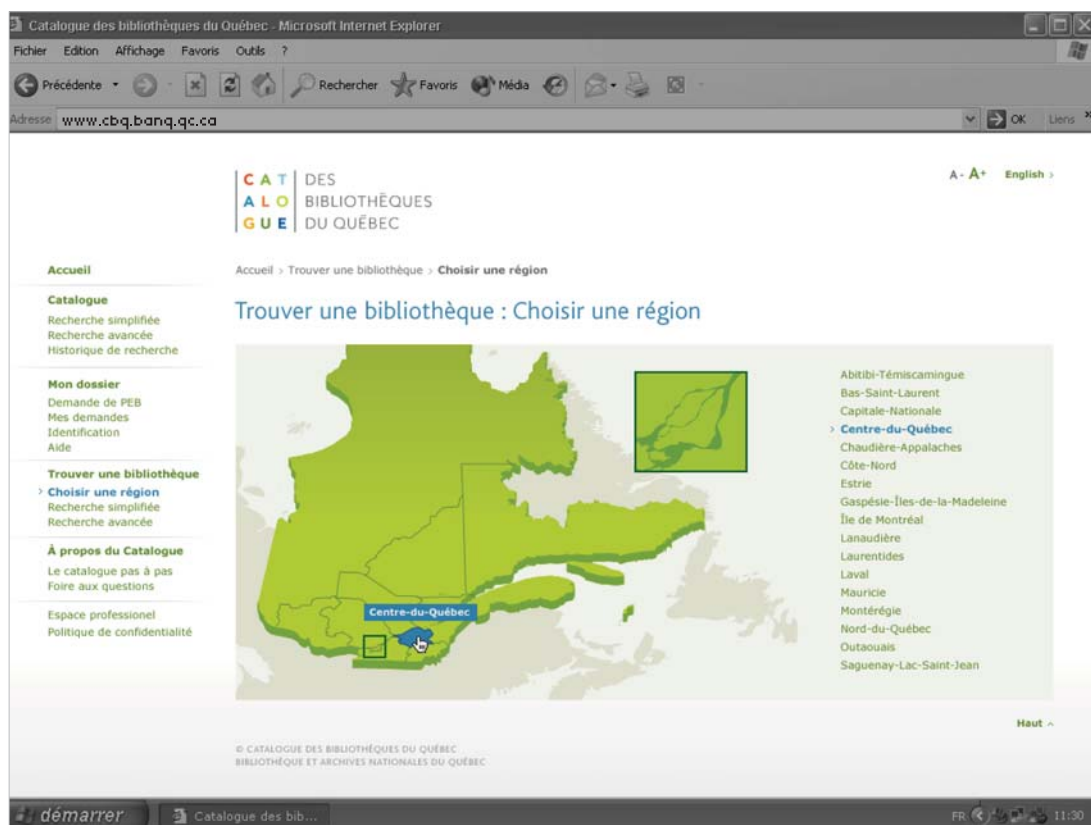 Catalogue des bibliothèques du Québec - Microsoft Internet Explorer
Fichier Edition Affichage Favoris Outils ?
Précédente Rechercher Favoris Média
Adresse www.cbq.banq.qc.ca OK Liens »
CAT DES
ALO BIBLIOTHÈQUES
GUE DU QUÉBEC
A - A+ English >
Accueil
Catalogue
Recherche simplifiée
Recherche avancée
Historique de recherche
Mon dossier
Demande de PEB
Mes demandes
Identification
Aide
Trouver une bibliothèque
> Choisir une région
Recherche simplifiée
Recherche avancée
À propos du Catalogue
Le catalogue pas à pas
Foire aux questions
Espace professionel
Politique de confidentialité
Accueil > Trouver une bibliothèque > Choisir une région
Trouver une bibliothèque : Choisir une région
Centre-du-Québec
Abitibi-Témiscamingue
Bas-Saint-Laurent
Capitale-Nationale
> Centre-du-Québec
Chaudière-Appalaches
Côte-Nord
Estrie
Gaspésie-Îles-de-la-Madeleine
Île de Montréal
Lanaudière
Laurentides
Laval
Mauricie
Montérégie
Nord-du-Québec
Outaouais
Saguenay-Lac-Saint-Jean
Haut
© CATALOGUE DES BIBLIOTHÈQUES DU QUÉBEC
BIBLIOTHÈQUE ET ARCHIVES NATIONALES DU QUÉBEC
démarrer Catalogue des bib... FR 11:30